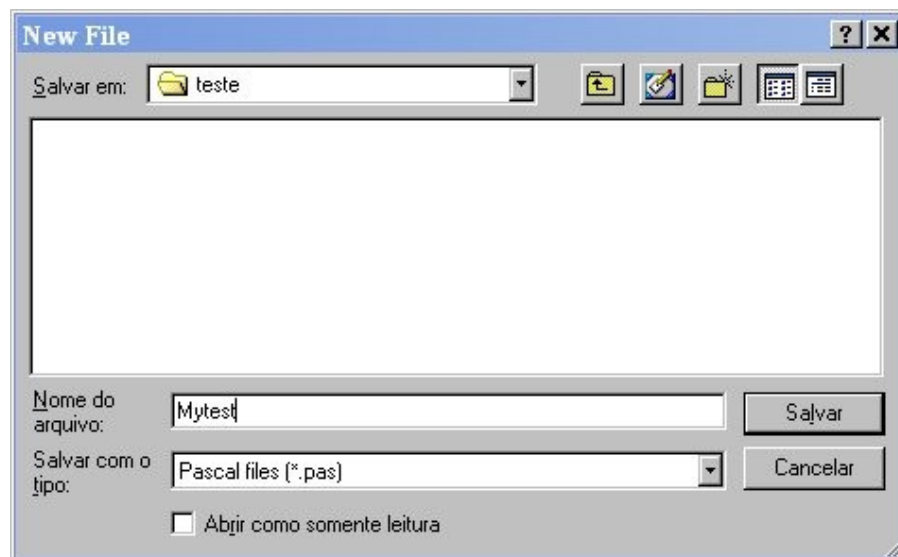 New File
Salvar em: teste
Nome do
arquivo: Mytest Salvar
Salvar com o
tipo: Pascal files (*.pas) Cancelar
Abrir como somente leitura